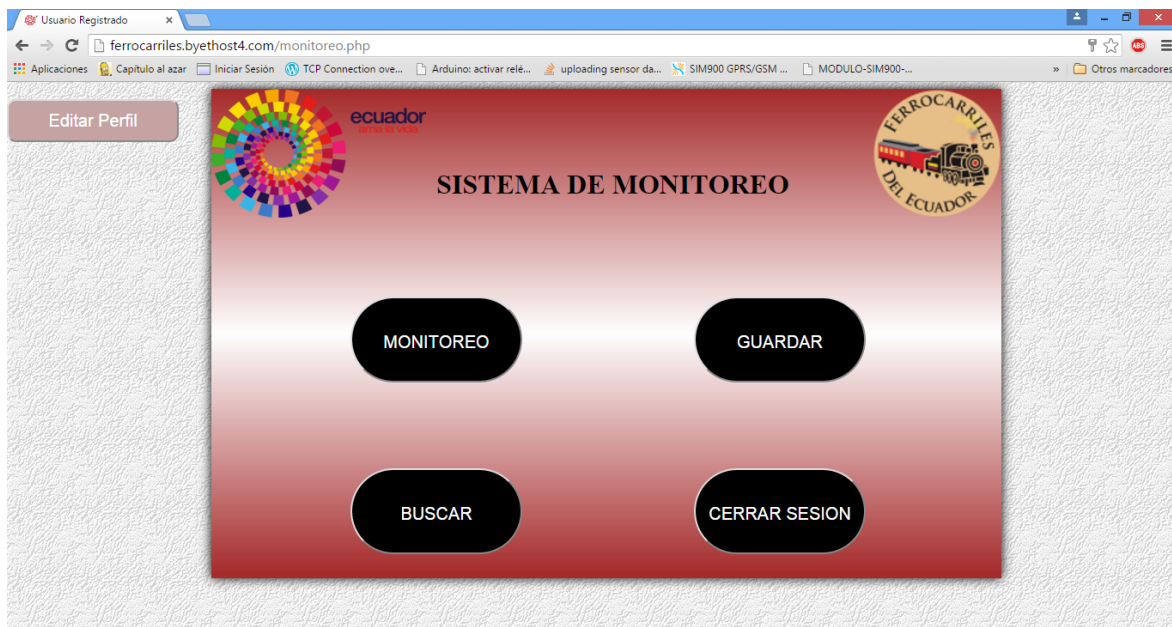 Usuario Registrado
ferrocarriles.byethost4.com/monitoreo.php
ABS
Aplicaciones Capítulo al azar Iniciar Sesión TCP Connection ove... Arduino: activar relé... uploading sensor da... SIM900 GPRS/GSM ... MODULO-SIM900-... » Otros marcadores
Editar Perfil
ecuador
ama la vida
FERROCARRILES
DEL ECUADOR
SISTEMA DE MONITOREO
MONITOREO GUARDAR
BUSCAR CERRAR SESION